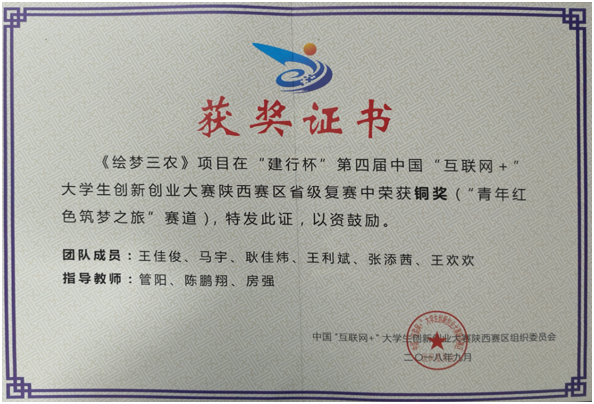 获奖证书
《绘梦三农》项目在“建行杯”第四届中国“互联网+”
大学生创新创业大赛陕西赛区省级复赛中荣获铜奖（“青年红
色筑梦之旅”赛道），特发此证，以资鼓励。
团队成员：王佳俊、马宇、耿佳炜、王利斌、张添茜、王欢欢
指导教师：管阳、陈鹏翔、房强
中国“互联网+”大学生创新创业大赛陕西赛区组织委员会
二〇一八年九月